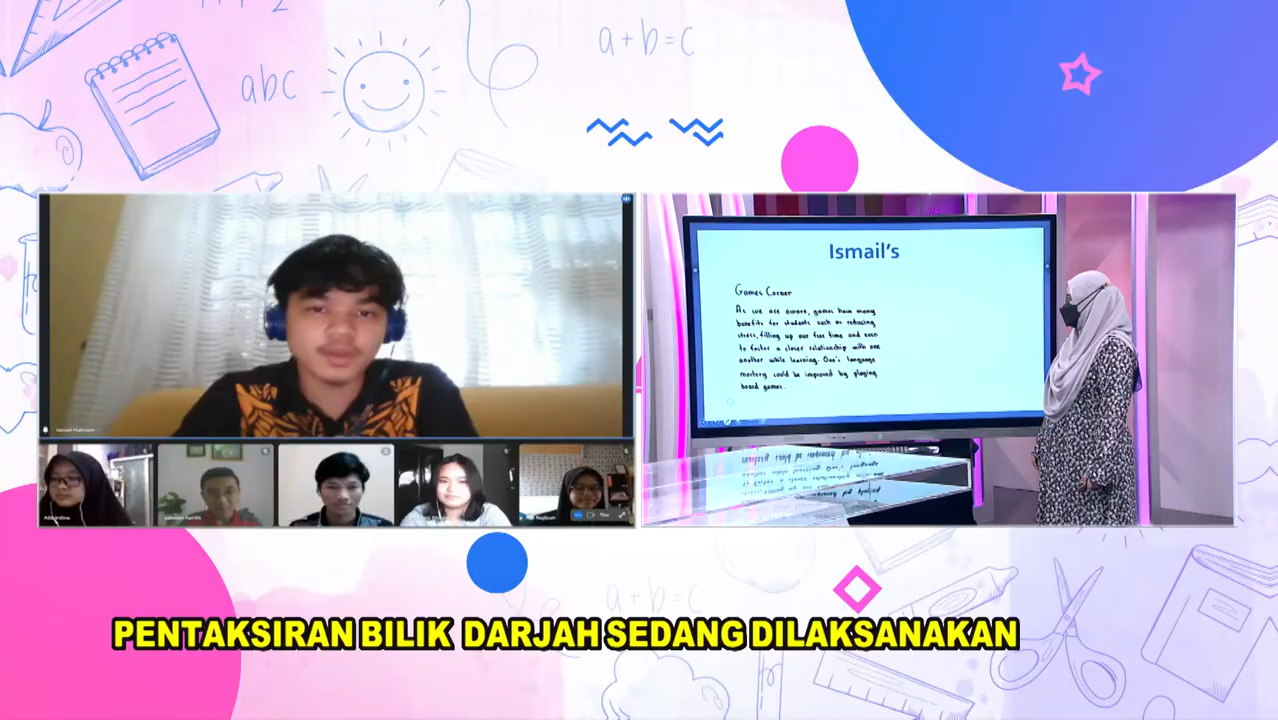 abc
a+b=c
Ismail's
Games Corner
As we are aware, games have many
benefits for students such as reducing
stress, filling up our free time and even
to foster a closer relationship with one
another while learning. One's language
mastery could be improved by playing
board games.
a+b=c
PENTAKSIRAN BILIK DARJAH SEDANG DILAKSANAKAN